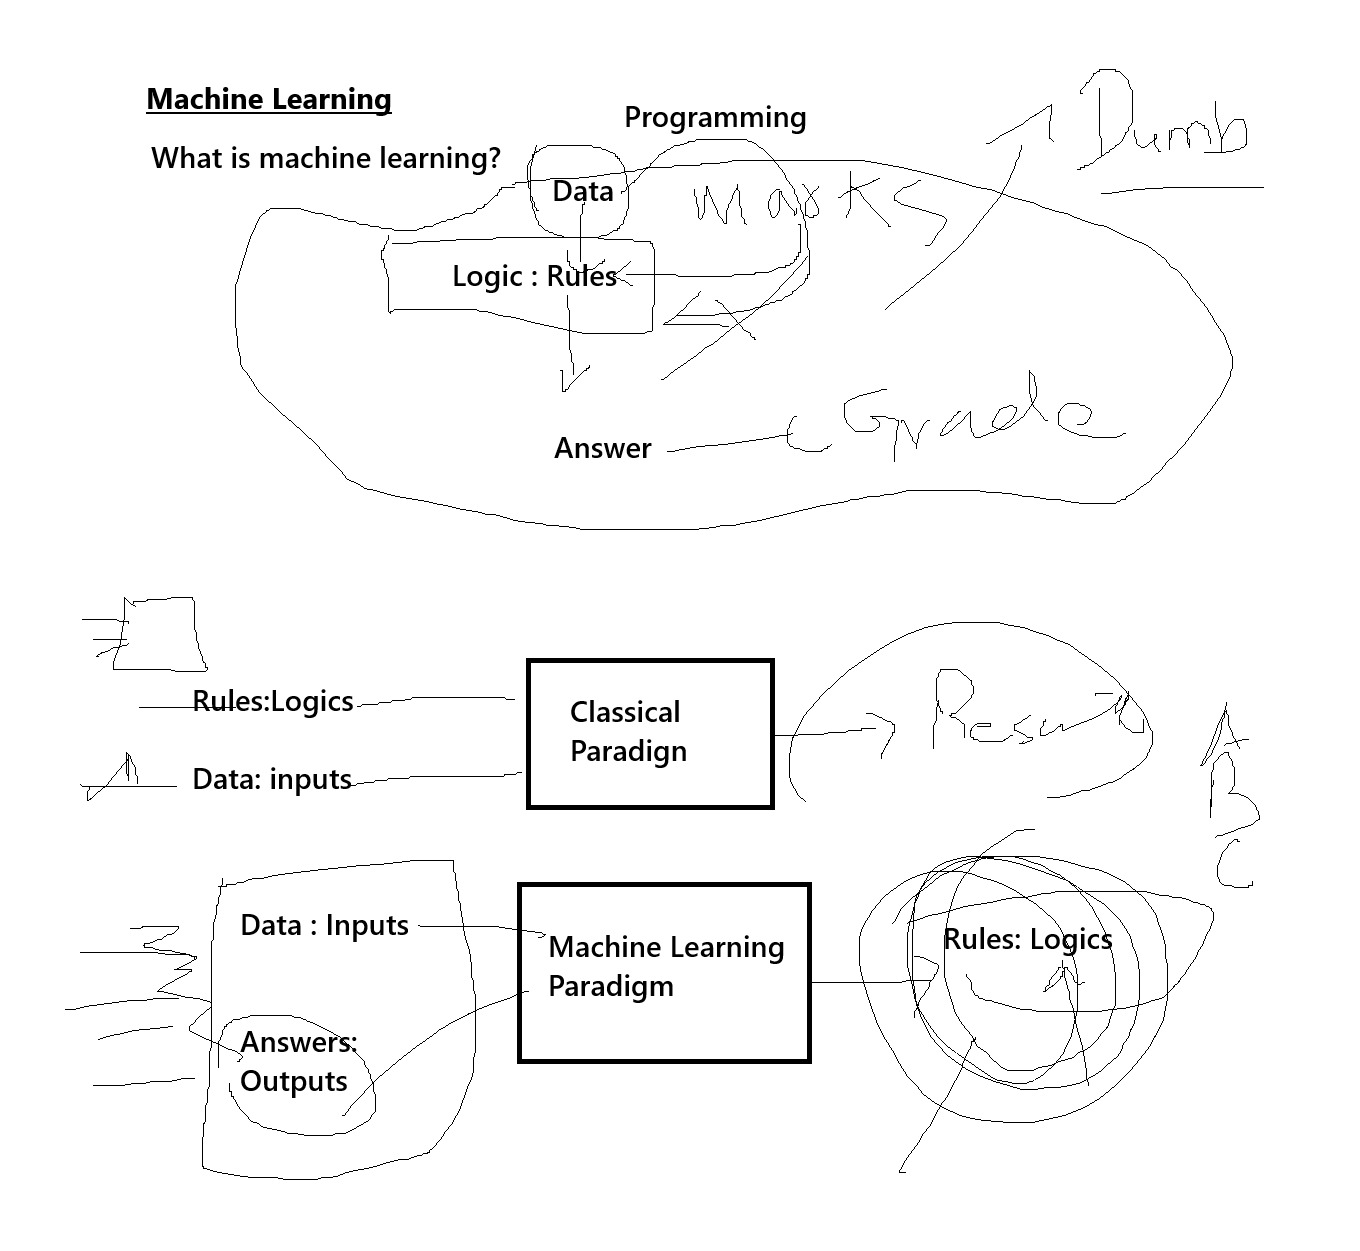 Machine Learning
What is machine learning?
Programming
Dumb
Data
Marks
Logic : Rules
Answer
Grade
Rules:Logics
Data: inputs
Classical
Paradign
Result
A
B
C
Data : Inputs
Answers:
Outputs
Machine Learning
Paradigm
Rules: Logics